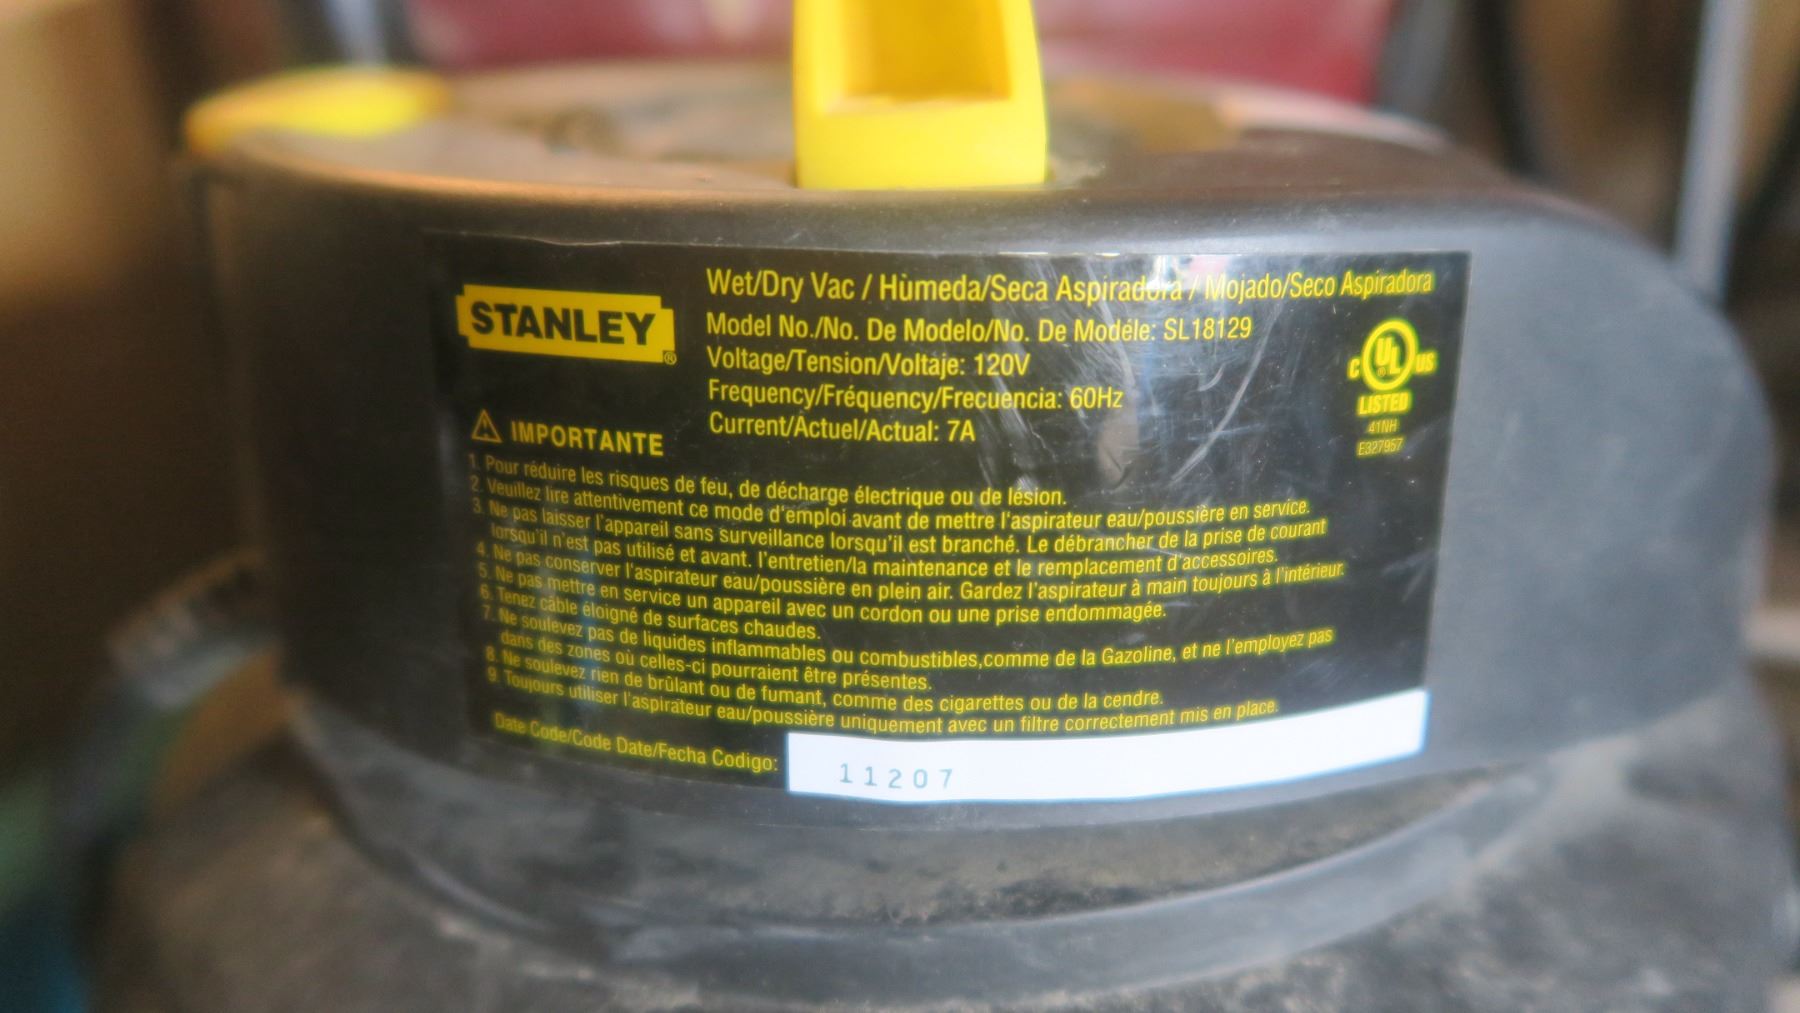 STANLEY®
Wet/Dry Vac / Hùmeda/Seca Aspiradora / Mojado/Seco Aspiradora
Model No./No. De Modelo/No. De Modéle: SL18129
Voltage/Tension/Voltaje: 120V
Frequency/Fréquency/Frecuencia: 60Hz
Current/Actuel/Actual: 7A
C UL® US
LISTED
41NH
E327957
IMPORTANTE
1. Pour réduire les risques de feu, de décharge électrique ou de lésion.
2. Veuillez lire attentivement ce mode d'emploi avant de mettre l'aspirateur eau/poussière en service.
3. Ne pas laisser l'appareil sans surveillance lorsqu'il est branché. Le débrancher de la prise de courant
lorsqu'il n'est pas utilisé et avant. l'entretien/la maintenance et le remplacement d'accessoires.
4. Ne pas conserver l'aspirateur eau/poussière en plein air. Gardez l'aspirateur à main toujours à l'intérieur.
5. Ne pas mettre en service un appareil avec un cordon ou une prise endommagée.
6. Tenez câble éloigné de surfaces chaudes.
7. Ne soulevez pas de liquides inflammables ou combustibles,comme de la Gazoline, et ne l'employez pas
dans des zones où celles-ci pourraient être présentes.
8. Ne soulevez rien de brûlant ou de fumant, comme des cigarettes ou de la cendre.
9. Toujours utiliser l'aspirateur eau/poussière uniquement avec un filtre correctement mis en place.
Date Code/Code Date/Fecha Codigo: 11207